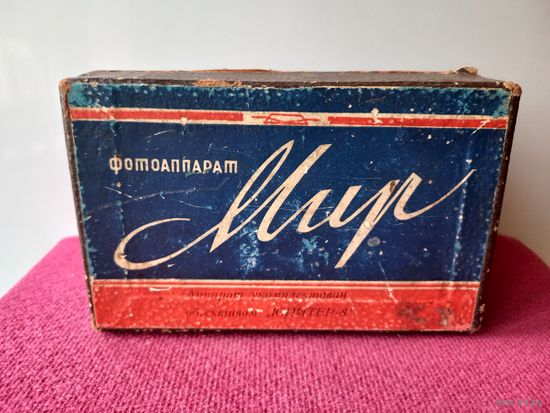 фотоаппарат
Мир
Аппарат укомплектован
объективом „ЮПИТЕР-8"